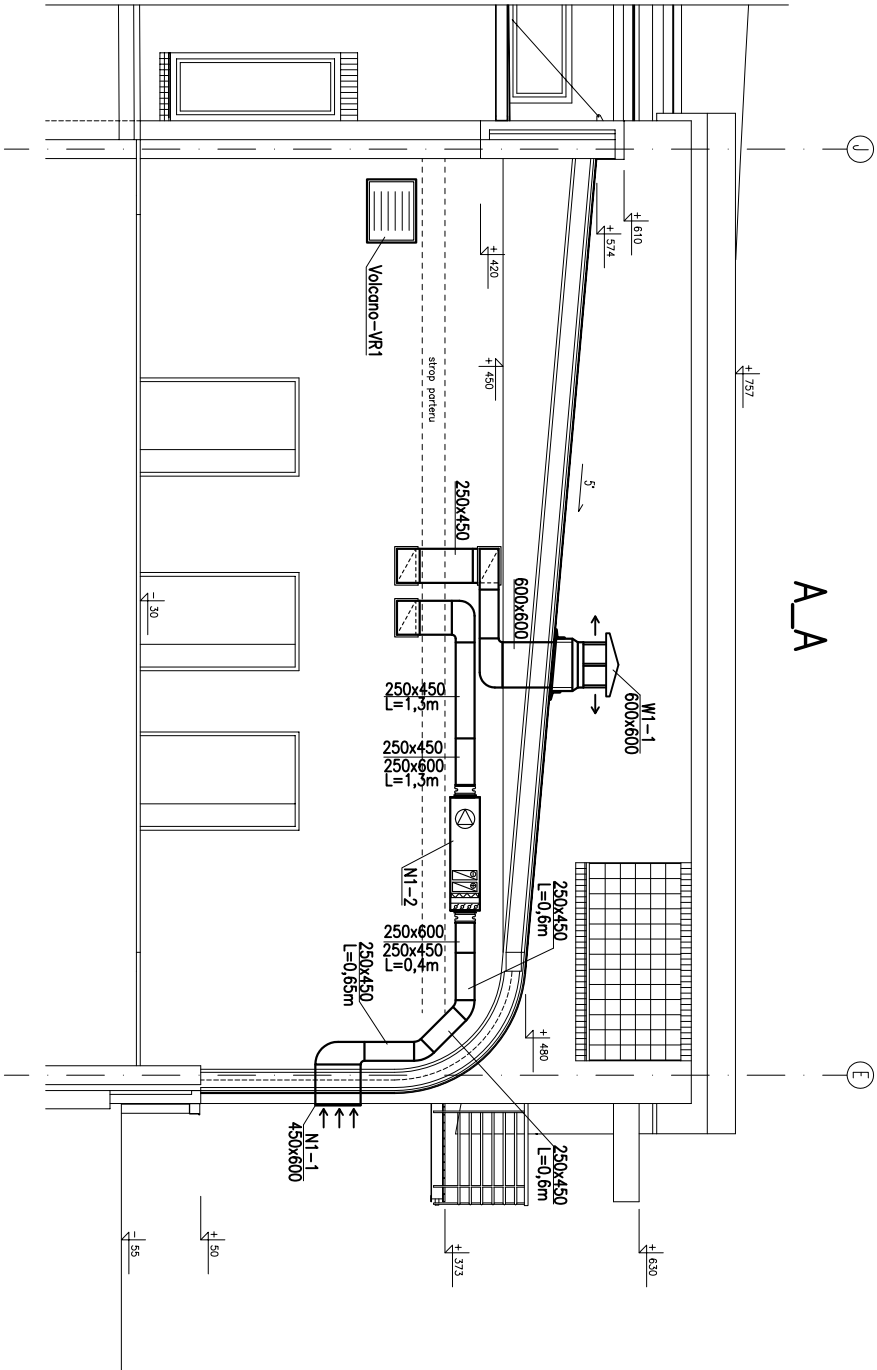 A_A
J
E
+ 610
+ 574
+ 420
+ 450
+ 757
5°
- 30
+ 480
+ 373
+ 630
+ 50
- 55
Volcano-VR1
strop parteru
250x450
600x600
W1-1
600x600
250x450
L=1,3m
250x450
250x600
L=1,3m
N1-2
250x600
250x450
L=0,4m
250x450
L=0,6m
250x450
L=0,65m
250x450
L=0,6m
N1-1
450x600